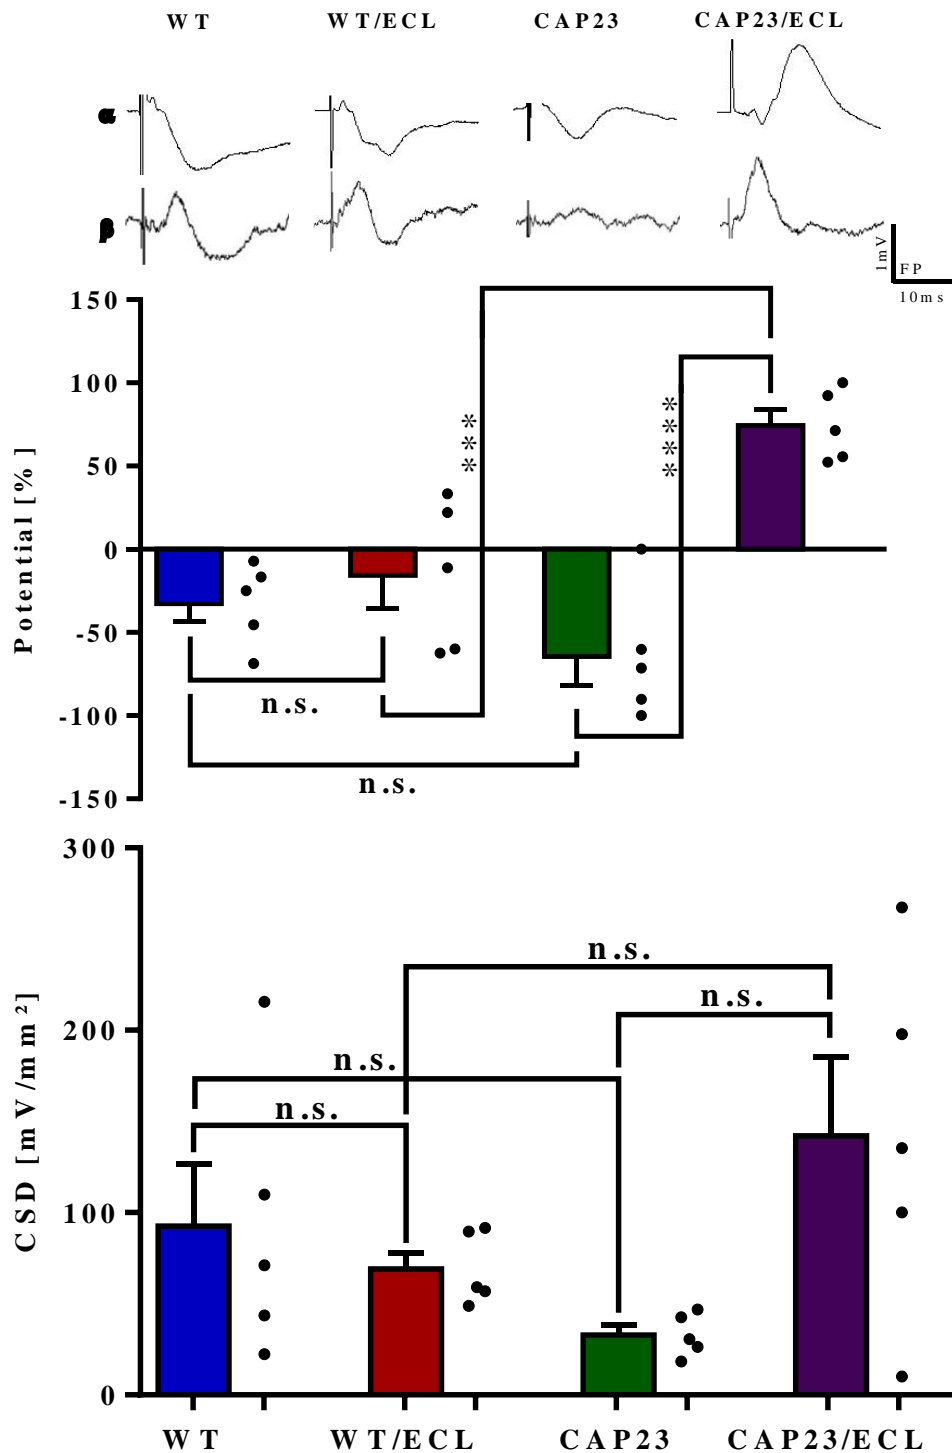 WT WT/ECL CAP23 CAP23/ECL
α
β
1mV
FP
10ms
Potential [%]
150
100
50
0
-50
-100
-150
***
****
n.s.
n.s.
CSD [mV/mm²]
300
200
100
0
n.s.
n.s.
n.s.
n.s.
WT WT/ECL CAP23 CAP23/ECL